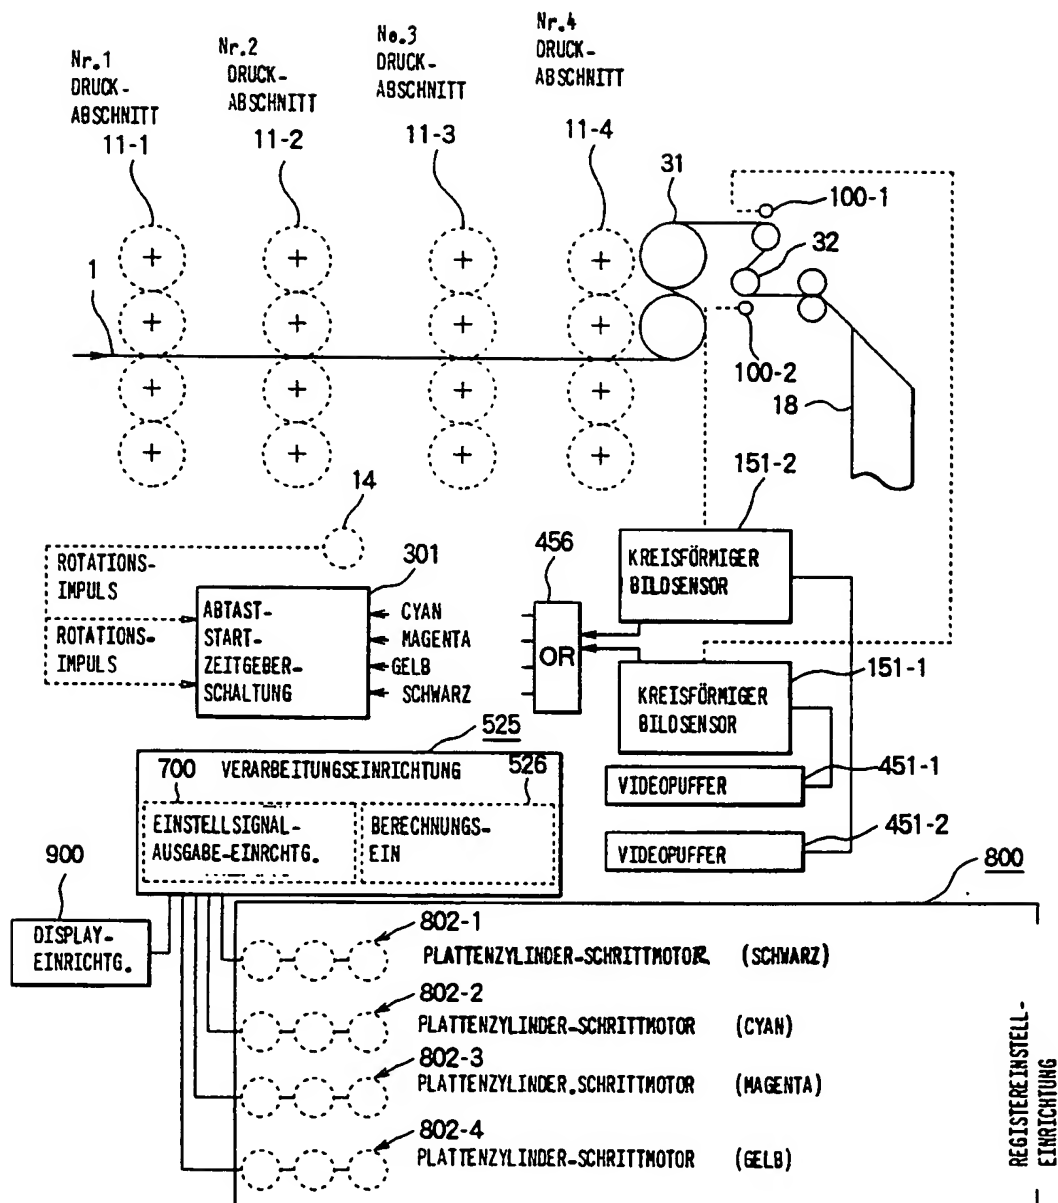 Nr.1
DRUCK-
ABSCHNITT
11-1
Nr.2
DRUCK-
ABSCHNITT
11-2
No.3
DRUCK-
ABSCHNITT
11-3
Nr.4
DRUCK-
ABSCHNITT
11-4
31
100-1
32
1
100-2
18
151-2
14
301
456
ROTATIONS-
IMPULS
ROTATIONS-
IMPULS
ABTAST-
START-
ZEITGEBER-
SCHALTUNG
CYAN
MAGENTA
GELB
SCHWARZ
OR
KREISFÖRMIGER
BILDSENSOR
151-1
KREISFÖRMIGER
BILDSENSOR
525
700
VERARBEITUNGSEINRICHTUNG
526
451-1
VIDEOPUFFER
EINSTELLSIGNAL-
AUSGABE-EINRCHTG.
BERECHNUNGS-
EIN
451-2
VIDEOPUFFER
900
800
DISPLAY-
EINRICHTG.
802-1
PLATTENZYLINDER-SCHRITTMOTOR (SCHWARZ)
802-2
PLATTENZYLINDER-SCHRITTMOTOR (CYAN)
802-3
PLATTENZYLINDER.SCHRITTMOTOR (MAGENTA)
802-4
PLATTENZYLINDER-SCHRITTMOTOR (GELB)
REGISTEREINSTELL-
EINRICHTUNG